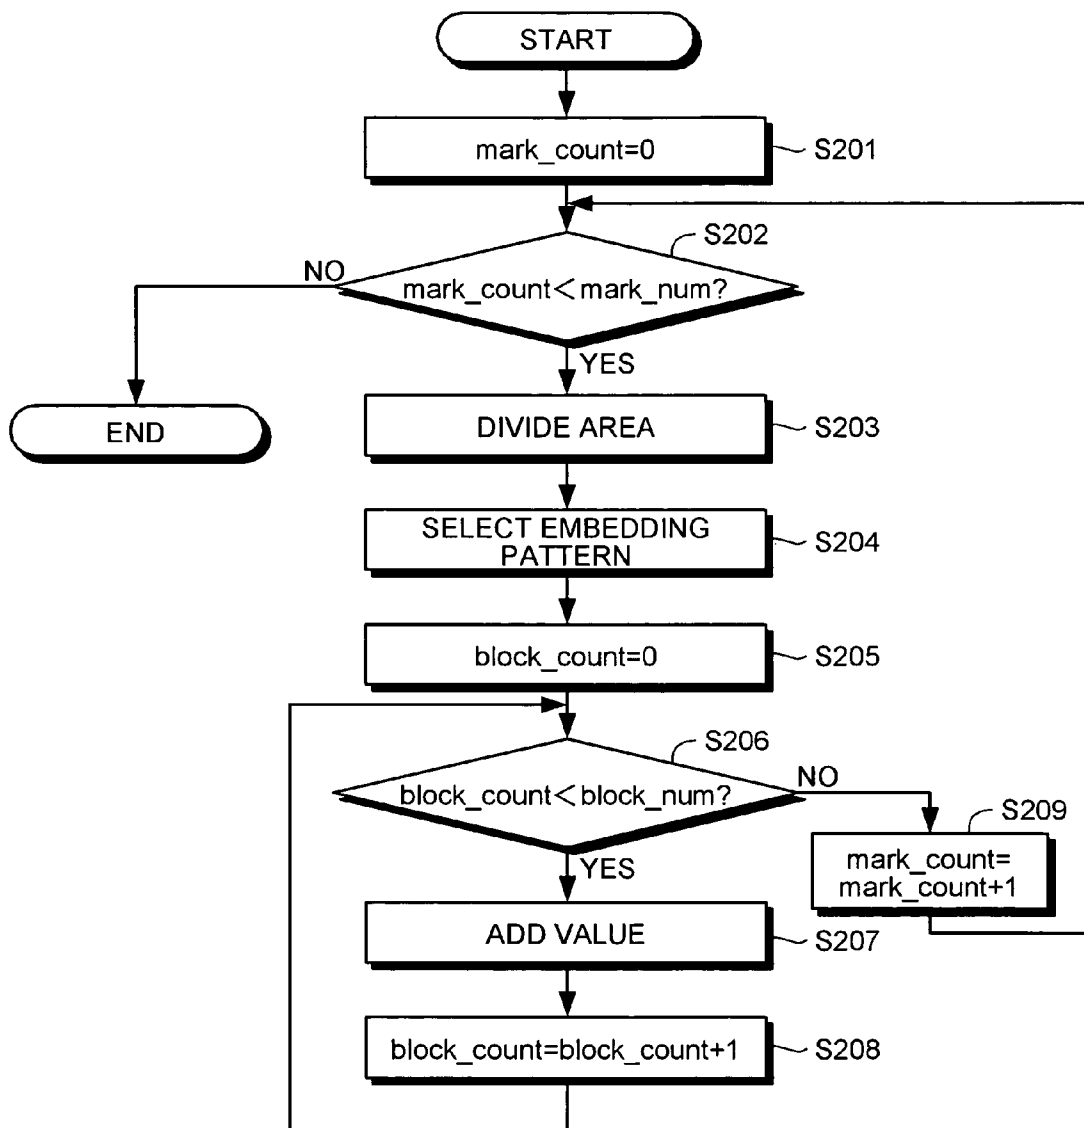 START
mark_count=0
S201
S202
NO
mark_count<mark_num?
YES
END
DIVIDE AREA
S203
SELECT EMBEDDING
PATTERN
S204
block_count=0
S205
S206
NO
block_count<block_num?
S209
mark_count=
mark_count+1
YES
ADD VALUE
S207
block_count=block_count+1
S208